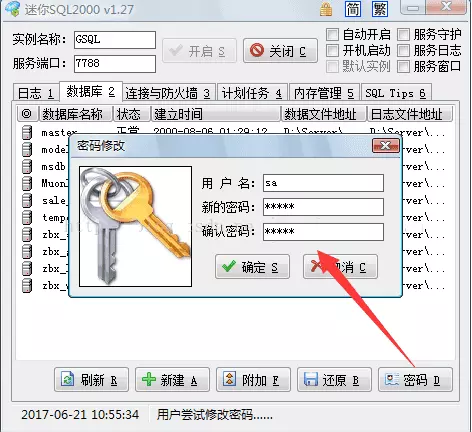 迷你SQL2000 v1.27
简 繁
实例名称: GSQL
服务端口: 7788
开启 S
关闭 C
自动开启 服务守护
开机启动 服务日志
默认实例 服务窗口
日志 1 数据库 2 连接与防火墙 3 计划任务 4 内存管理 5 SQL Tips 6
数据库名称 状态 建立时间 数据文件地址 日志文件地址
master 正常 2000-08-06 01:29:12 D:\Server\... \Server\...
mode \Server\...
msdb \Server\...
Muon \Server\...
sale_ \Server\...
temp \Server\...
zbx_ \Server\...
zbx_ \Server\...
zbx_ \Server\...
zbx_ \Server\...
密码修改
用 户 名: sa
新的密码: *****
确认密码: *****
确定 S
取消 C
刷新 R 新建 A 附加 F 还原 B 密码 D
2017-06-21 10:55:34 用户尝试修改密码......